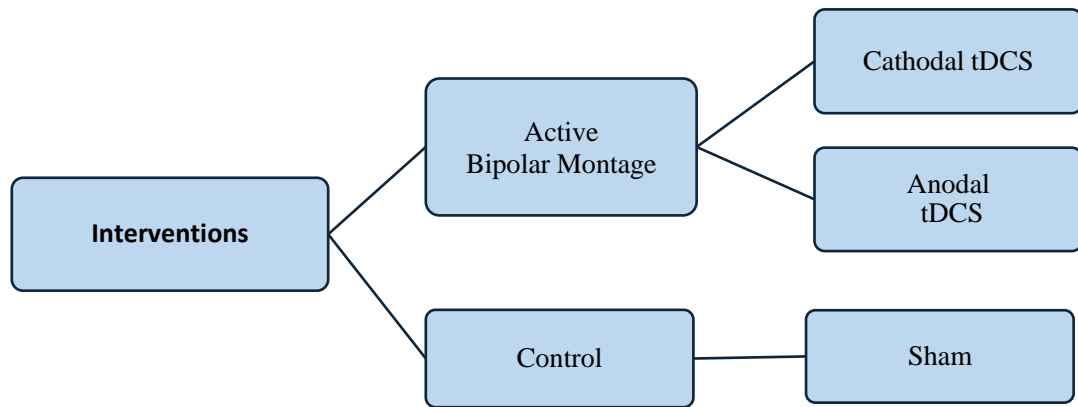 Cathodal tDCS
Active
Bipolar Montage
Anodal
tDCS
Interventions
Control
Sham